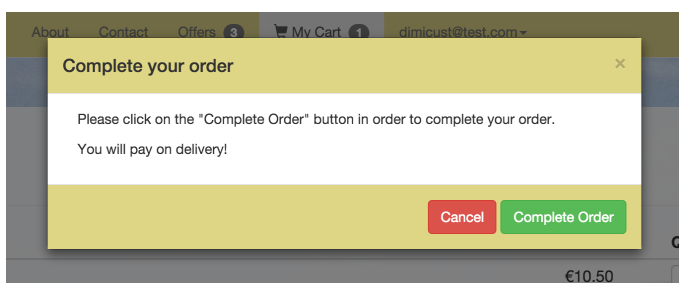 About Contact Offers 3 My Cart 1 dimicust@test.com
Complete your order ×
Please click on the "Complete Order" button in order to complete your order.
You will pay on delivery!
Cancel Complete Order
€10.50